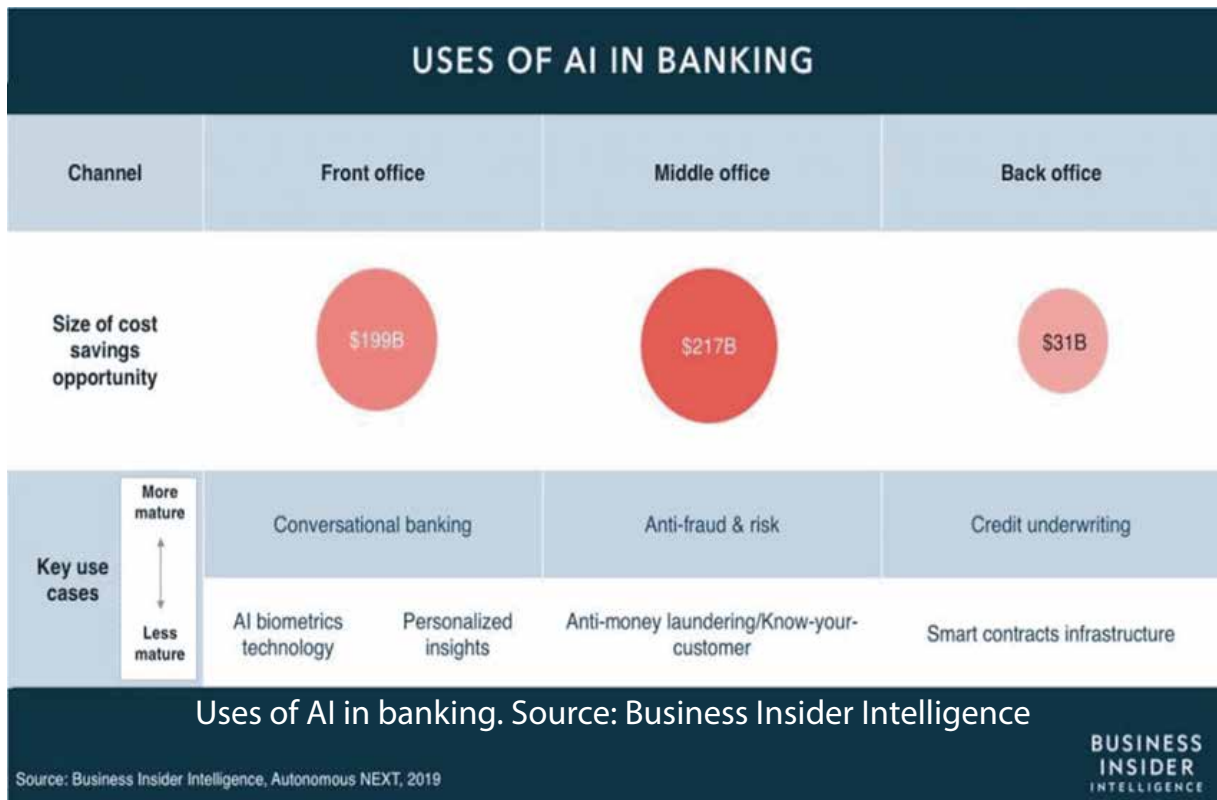 USES OF AI IN BANKING
Channel
Front office
Middle office
Back office
Size of cost
savings
opportunity
$199B
$217B
$31B
Key use
cases
More
mature
Less
mature
Conversational banking
Anti-fraud & risk
Credit underwriting
AI biometrics
technology
Personalized
insights
Anti-money laundering/Know-your-
customer
Smart contracts infrastructure
Uses of AI in banking. Source: Business Insider Intelligence
Source: Business Insider Intelligence, Autonomous NEXT, 2019
BUSINESS
INSIDER
INTELLIGENCE